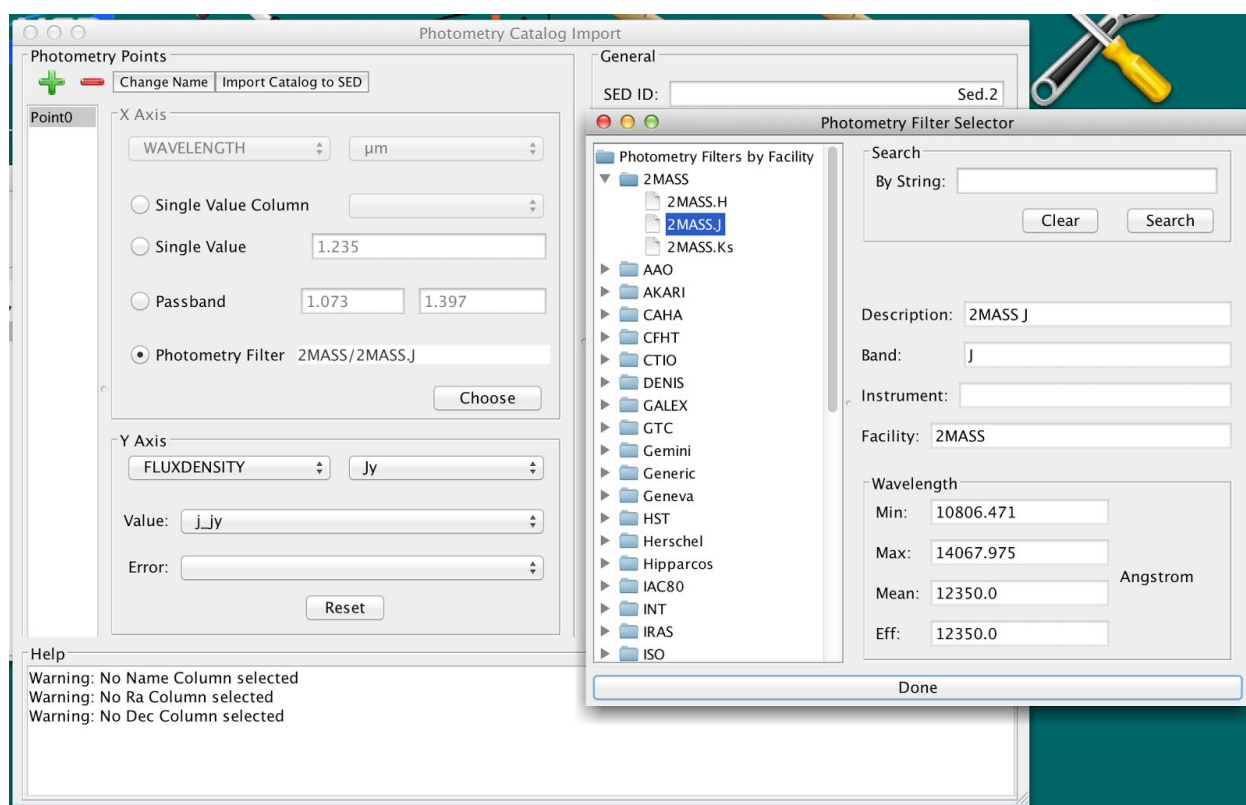 Photometry Catalog Import
Photometry Points
Change Name Import Catalog to SED
Point0
X Axis
WAVELENGTH µm
Single Value Column
Single Value 1.235
Passband 1.073 1.397
Photometry Filter 2MASS/2MASS.J
Choose
Y Axis
FLUXDENSITY Jy
Value: j_jy
Error:
Reset
General
SED ID: Sed.2
Help
Warning: No Name Column selected
Warning: No Ra Column selected
Warning: No Dec Column selected
Photometry Filter Selector
Photometry Filters by Facility
2MASS
2MASS.H
2MASS.J
2MASS.Ks
AAO
AKARI
CAHA
CFHT
CTIO
DENIS
GALEX
GTC
Gemini
Generic
Geneva
HST
Herschel
Hipparcos
IAC80
INT
IRAS
ISO
Search
By String:
Clear Search
Description: 2MASS J
Band: J
Instrument:
Facility: 2MASS
Wavelength
Min: 10806.471
Max: 14067.975
Angstrom
Mean: 12350.0
Eff: 12350.0
Done